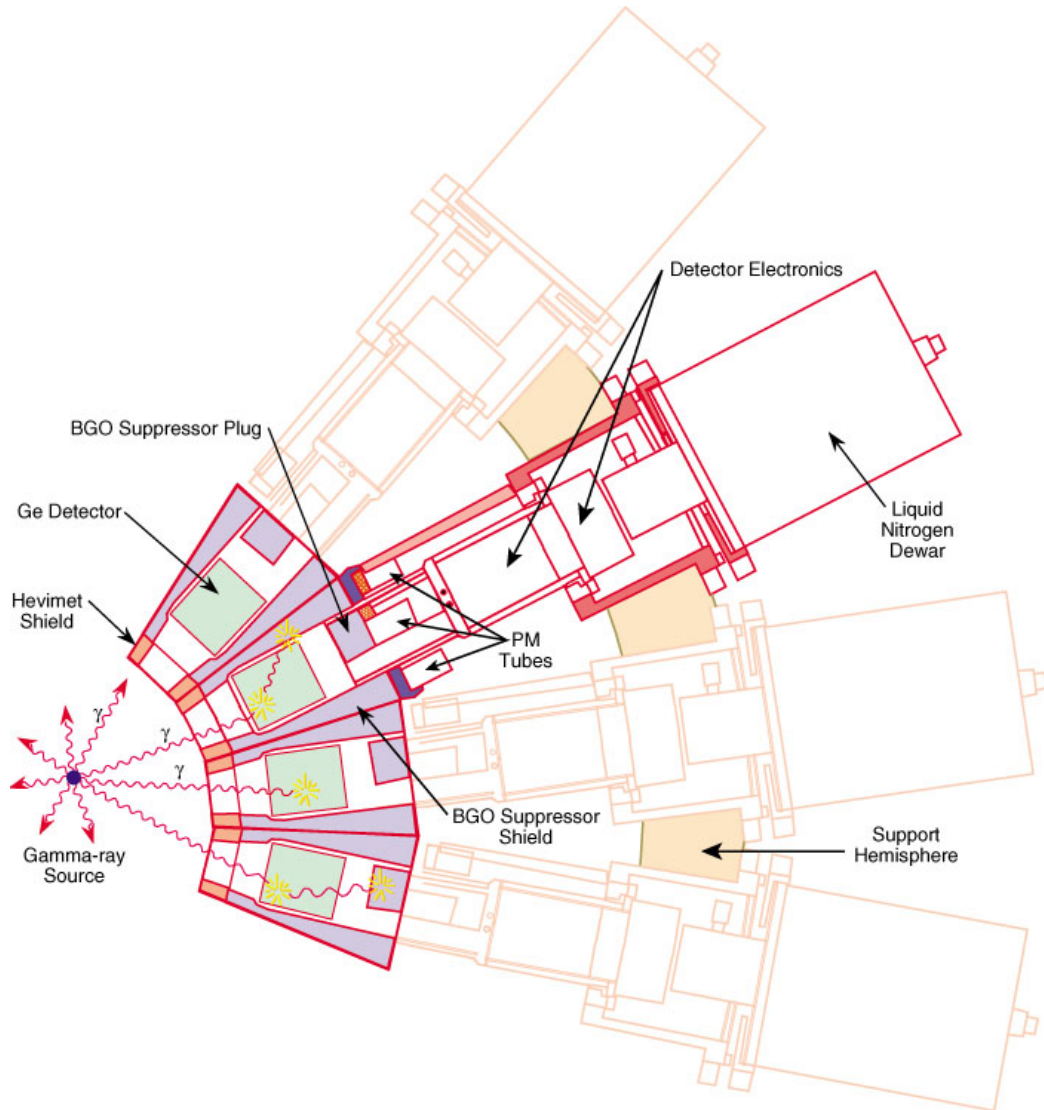 Detector Electronics
BGO Suppressor Plug
Ge Detector
Liquid
Nitrogen
Dewar
Hevimet
Shield
PM
Tubes
γ
γ
γ
BGO Suppressor
Shield
Support
Hemisphere
Gamma-ray
Source